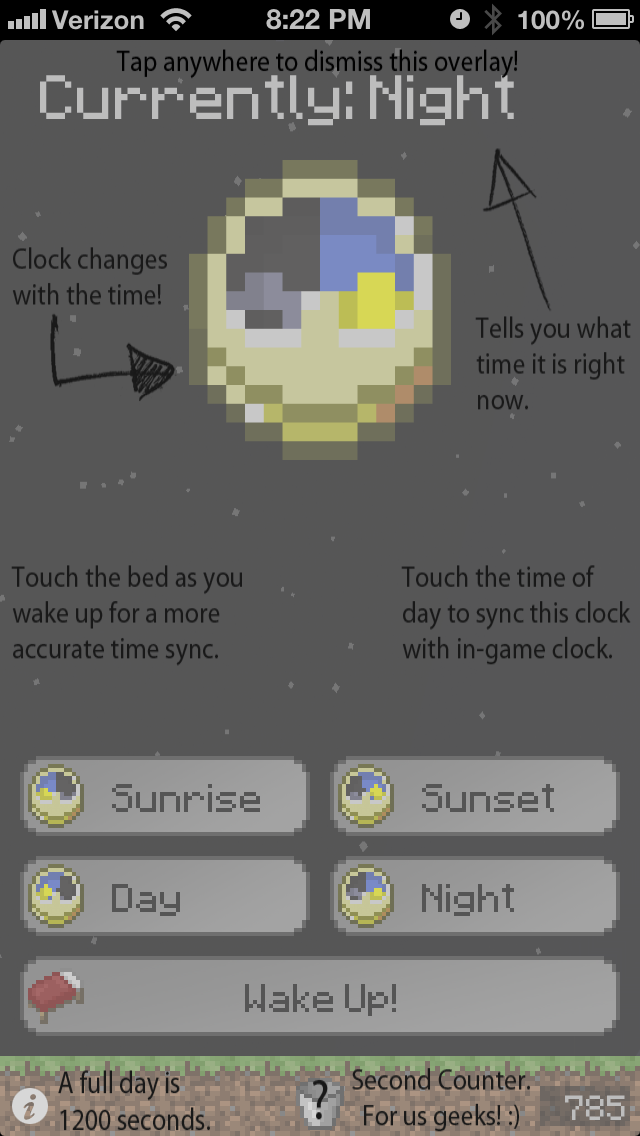 Verizon 8:22 PM 100%
Tap anywhere to dismiss this overlay!
Currently: Night
Clock changes
with the time!
Tells you what
time it is right
now.
Touch the bed as you
wake up for a more
accurate time sync.
Touch the time of
day to sync this clock
with in-game clock.
Sunrise
Sunset
Day
Night
Wake Up!
i
A full day is
1200 seconds.
?
Second Counter.
For us geeks! :)
785